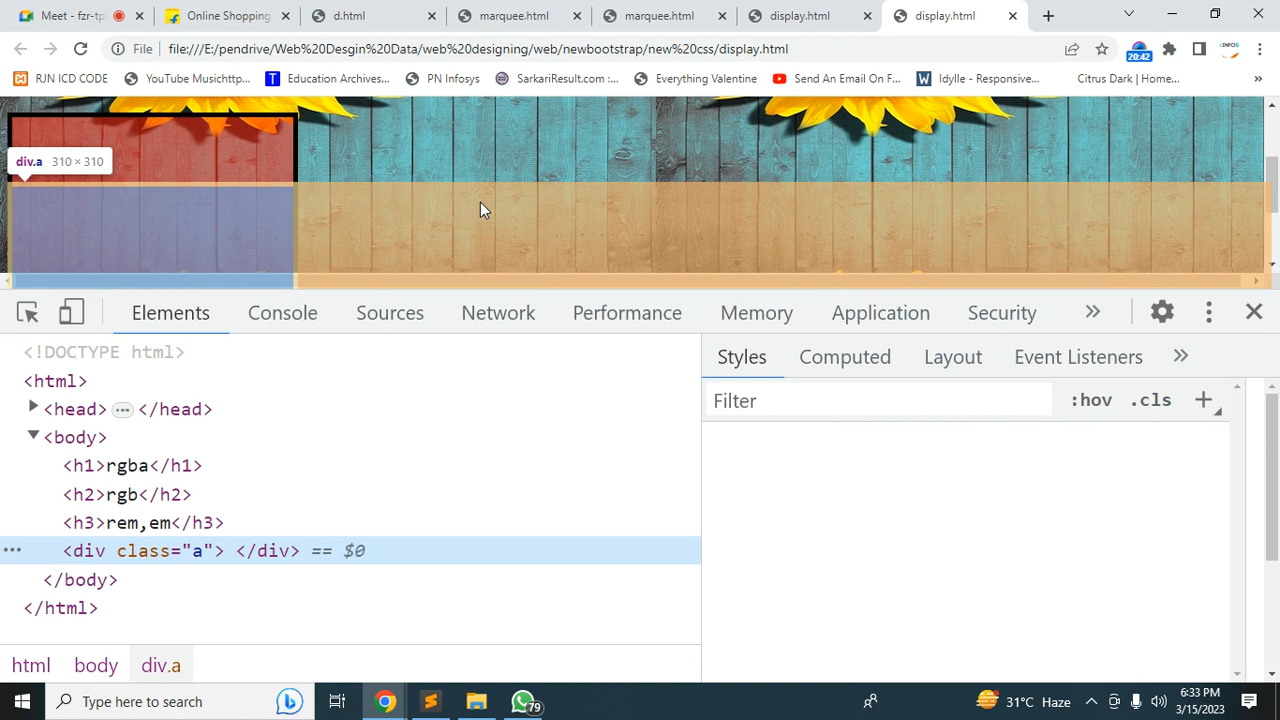 Meet - fzr-tp
Online Shopping
d.html
marquee.html
marquee.html
display.html
display.html
File
file:///E:/pendrive/Web%20Desgin%20Data/web%20designing/web/newbootstrap/new%20css/display.html
20:42
INFOS
RJN ICD CODE
YouTube Musichttp...
Education Archives...
PN Infosys
SarkariResult.com :...
Everything Valentine
Send An Email On F...
Idylle - Responsive...
Citrus Dark | Home...
div.a 310 × 310
Elements
Console
Sources
Network
Performance
Memory
Application
Security
<!DOCTYPE html>
<html>
<head> ... </head>
<body>
<h1>rgba</h1>
<h2>rgb</h2>
<h3>rem,em</h3>
<div class="a"> </div> == $0
</body>
</html>
html
body
div.a
Styles
Computed
Layout
Event Listeners
Filter
:hov
.cls
Type here to search
79
31°C Haze
6:33 PM
3/15/2023